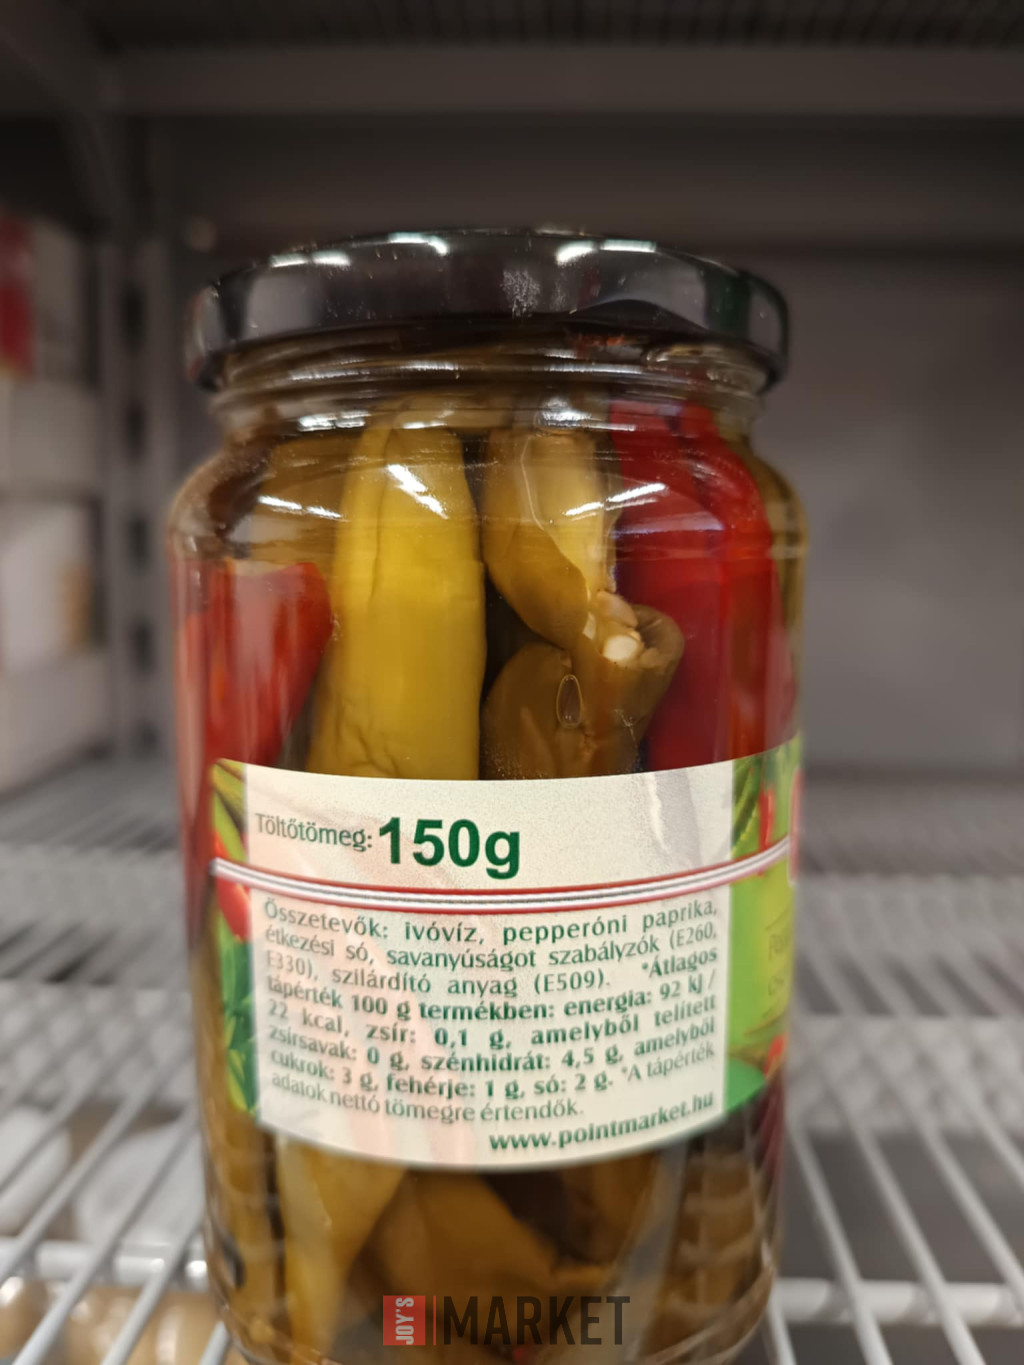 Töltőtömeg: 150g
Összetevők: ivóvíz, pepperóni paprika,
étkezési só, savanyúságot szabályzók (E260,
E330), szilárdító anyag (E509). *Átlagos
tápérték 100 g termékben: energia: 92 kJ /
22 kcal, zsír: 0,1 g, amelyből telített
zsírsavak: 0 g, szénhidrát: 4,5 g, amelyből
cukrok: 3 g, fehérje: 1 g, só: 2 g. *A tápérték
adatok nettó tömegre értendők.
www.pointmarket.hu
JOY'S MARKET